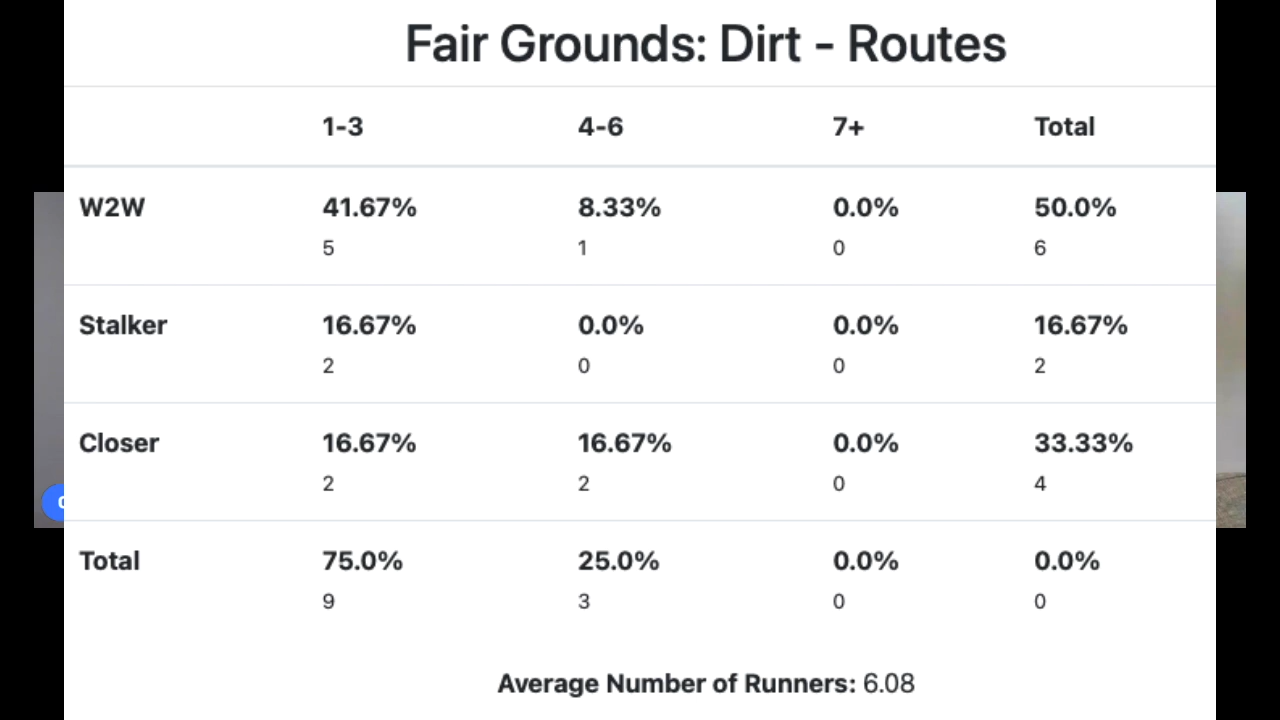 Fair Grounds: Dirt - Routes
1-3 4-6 7+ Total
W2W 41.67% 8.33% 0.0% 50.0%
5 1 0 6
Stalker 16.67% 0.0% 0.0% 16.67%
2 0 0 2
Closer 16.67% 16.67% 0.0% 33.33%
2 2 0 4
Total 75.0% 25.0% 0.0% 0.0%
9 3 0 0
Average Number of Runners: 6.08